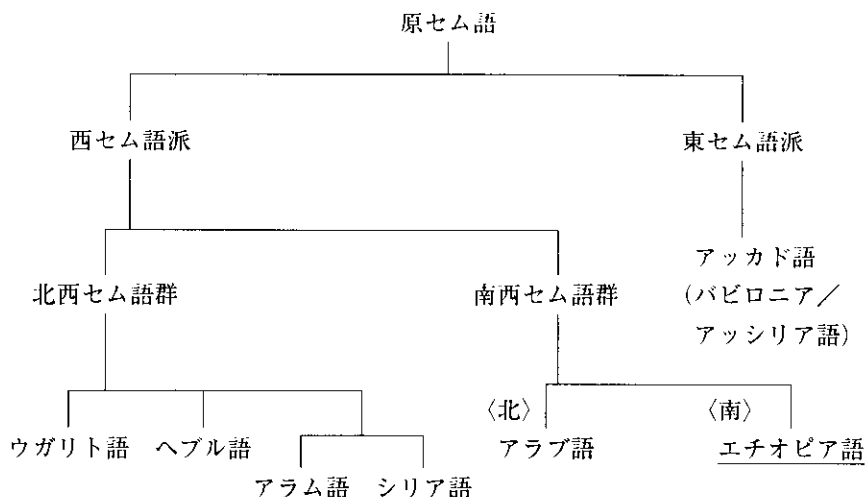 原セム語
西セム語派
東セム語派
北西セム語群
南西セム語群
アッカド語
(バビロニア／
アッシリア語)
〈北〉
〈南〉
ウガリト語
ヘブル語
アラブ語
エチオピア語
アラム語
シリア語